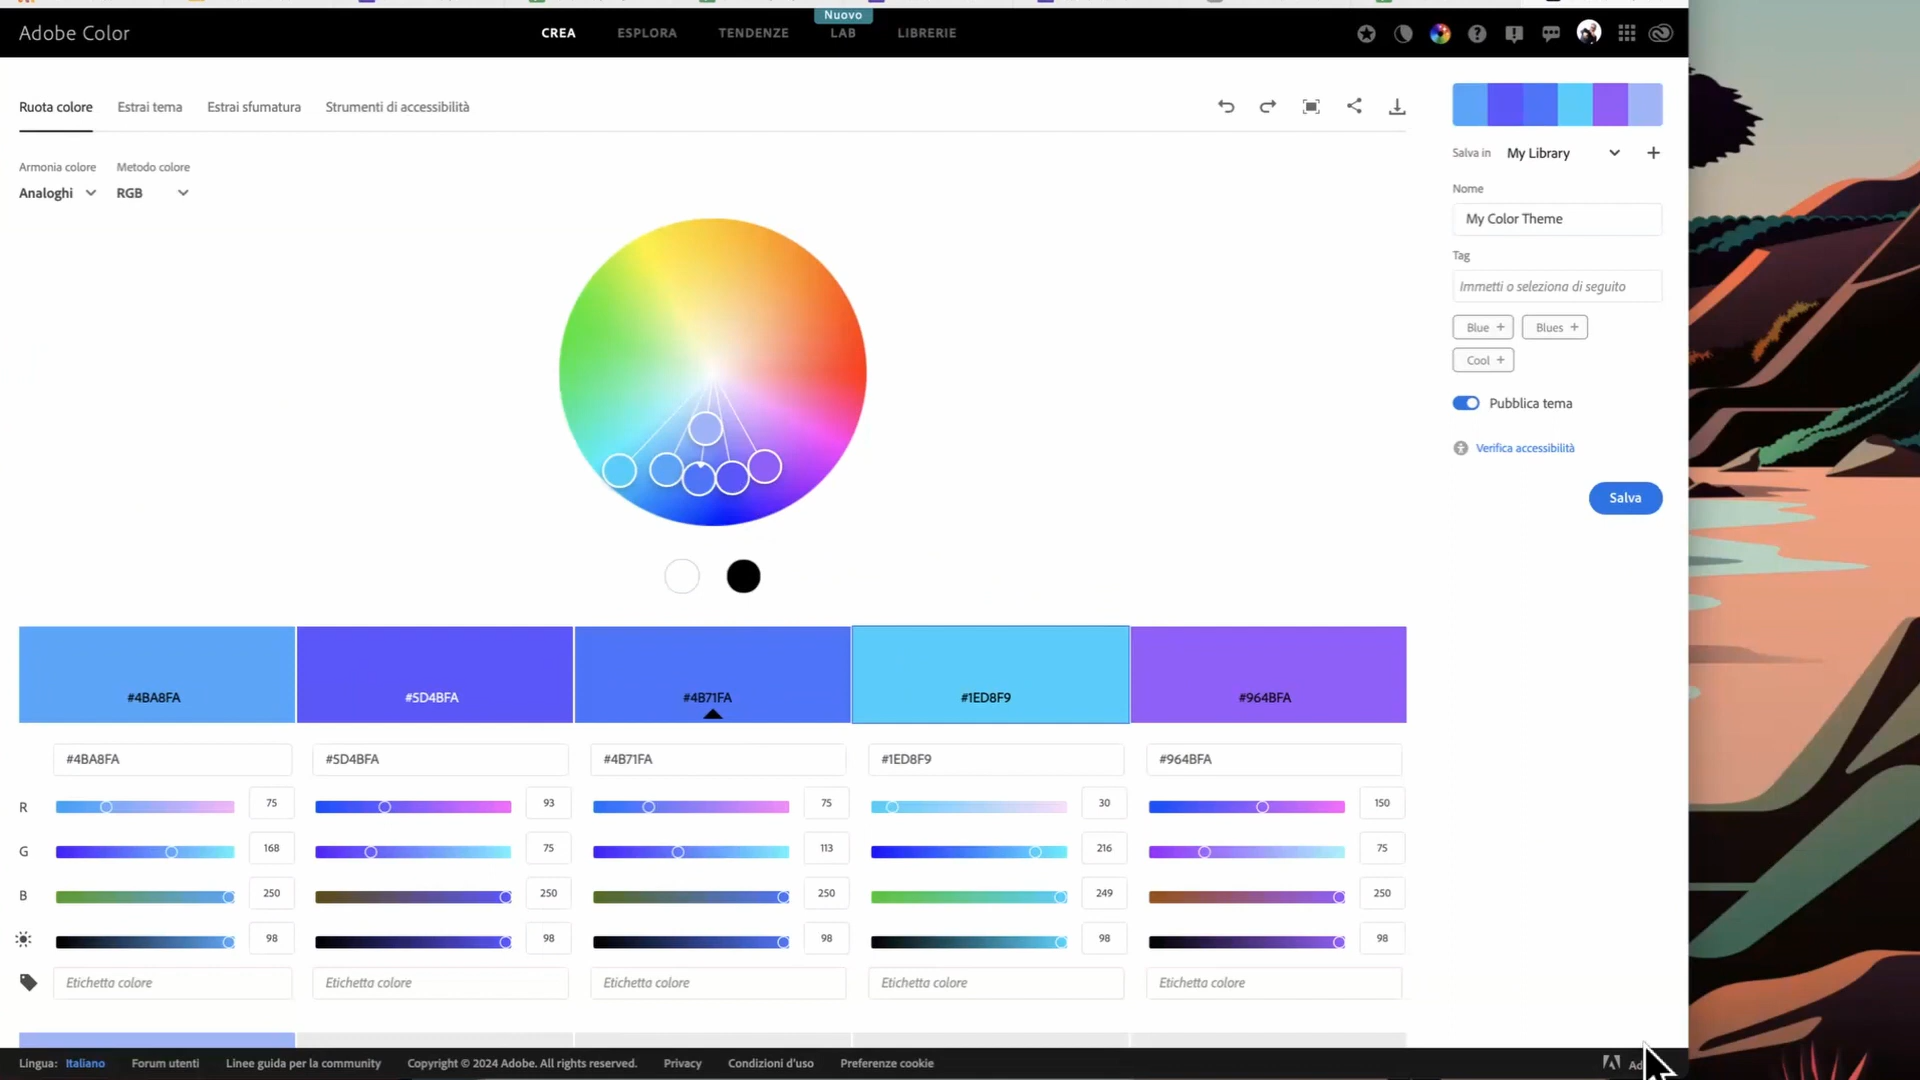 Nuovo
Adobe Color
CREA
ESPLORA
TENDENZE
LAB
LIBRERIE
Ruota colore
Estrai tema
Estrai sfumatura
Strumenti di accessibilità
Armonia colore
Metodo colore
Analoghi
RGB
Salva in
My Library
Nome
My Color Theme
Tag
Immetti o seleziona di seguito
Blue +
Blues +
Cool +
Pubblica tema
Verifica accessibilità
Salva
#4BA8FA
#5D4BFA
#4B71FA
#1ED8F9
#964BFA
#4BA8FA
#5D4BFA
#4B71FA
#1ED8F9
#964BFA
R
75
93
75
30
150
G
168
75
113
216
75
B
250
250
250
249
250
98
98
98
98
98
Etichetta colore
Etichetta colore
Etichetta colore
Etichetta colore
Etichetta colore
Lingua: Italiano
Forum utenti
Linee guida per la community
Copyright © 2024 Adobe. All rights reserved.
Privacy
Condizioni d'uso
Preferenze cookie